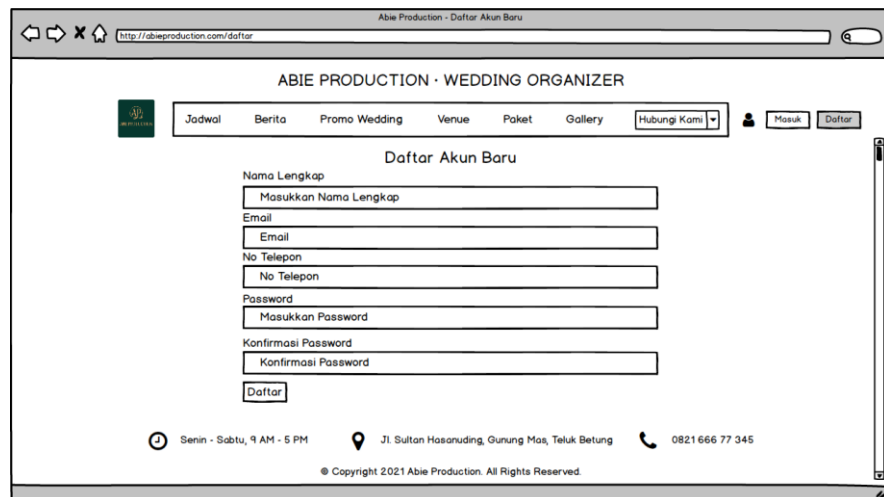 Abie Production - Daftar Akun Baru
http://abieproduction.com/daftar
ABIE PRODUCTION · WEDDING ORGANIZER
Jadwal Berita Promo Wedding Venue Paket Gallery Hubungi Kami Masuk Daftar
Daftar Akun Baru
Nama Lengkap
Masukkan Nama Lengkap
Email
Email
No Telepon
No Telepon
Password
Masukkan Password
Konfirmasi Password
Konfirmasi Password
Daftar
Senin - Sabtu, 9 AM - 5 PM Jl. Sultan Hasanuding, Gunung Mas, Teluk Betung 0821 666 77 345
© Copyright 2021 Abie Production. All Rights Reserved.